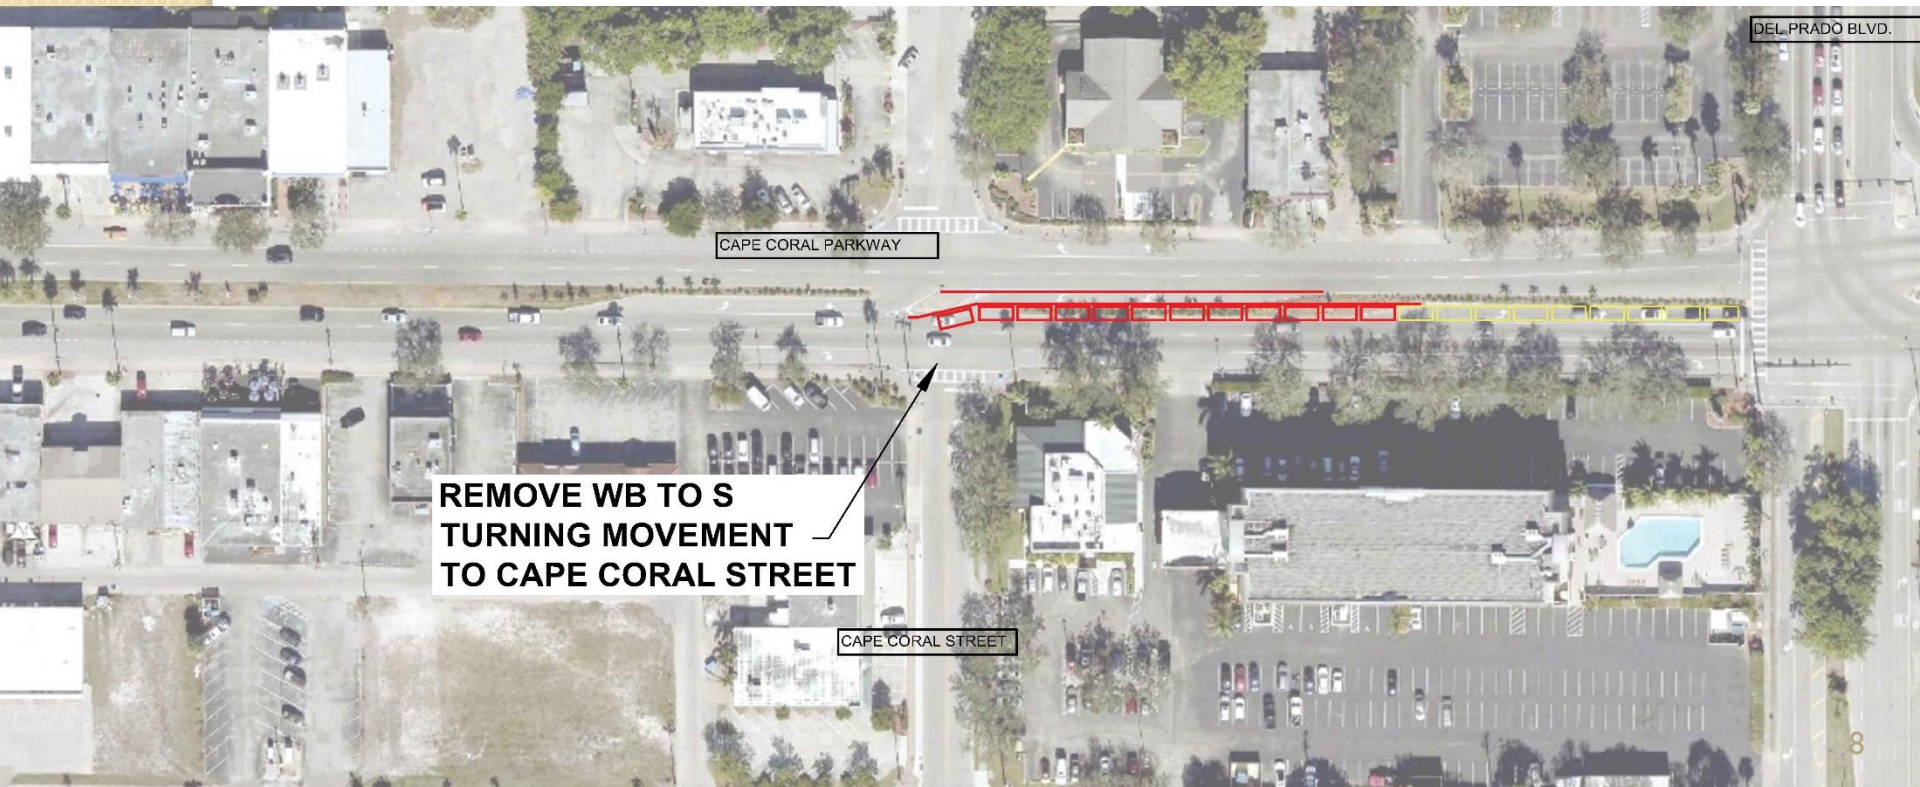 DEL PRADO BLVD.
CAPE CORAL PARKWAY
REMOVE WB TO S
TURNING MOVEMENT
TO CAPE CORAL STREET
CAPE CORAL STREET
8